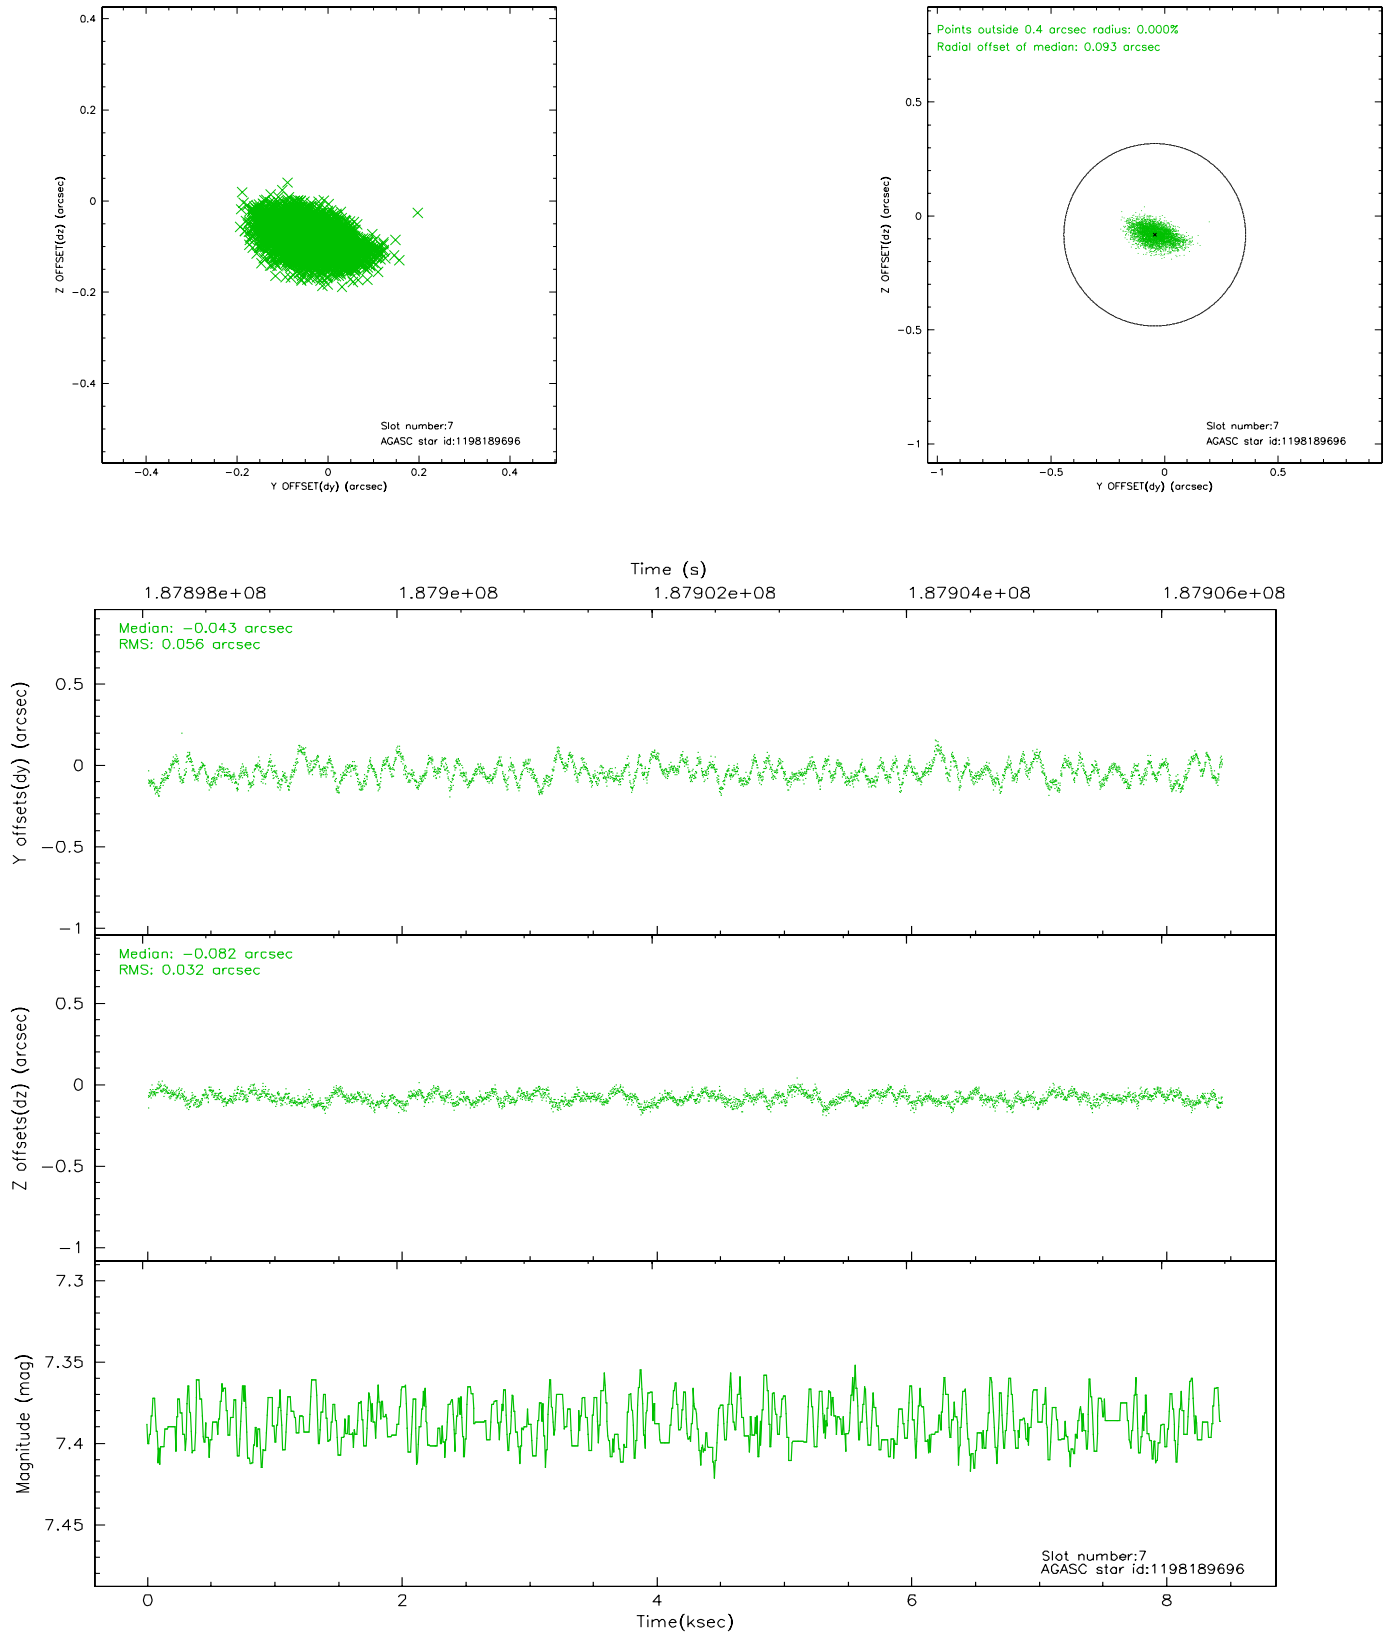 0.4
0.2
0
−0.2
−0.4
Z OFFSET(dz) (arcsec)
Slot number:7
AGASC star id:1198189696
−0.4 −0.2 0 0.2 0.4
Y OFFSET(dy) (arcsec)
Points outside 0.4 arcsec radius: 0.000%
Radial offset of median: 0.093 arcsec
0.5
0
−0.5
−1
Z OFFSET(dz) (arcsec)
Slot number:7
AGASC star id:1198189696
−1 −0.5 0 0.5
Y OFFSET(dy) (arcsec)
Time (s)
1.87898e+08 1.879e+08 1.87902e+08 1.87904e+08 1.87906e+08
Median: −0.043 arcsec
RMS: 0.056 arcsec
0.5
0
−0.5
−1
Y offsets(dy) (arcsec)
Median: −0.082 arcsec
RMS: 0.032 arcsec
0.5
0
−0.5
−1
Z offsets(dz) (arcsec)
7.3
7.35
7.4
7.45
Magnitude (mag)
Slot number:7
AGASC star id:1198189696
0 2 4 6 8
Time(ksec)